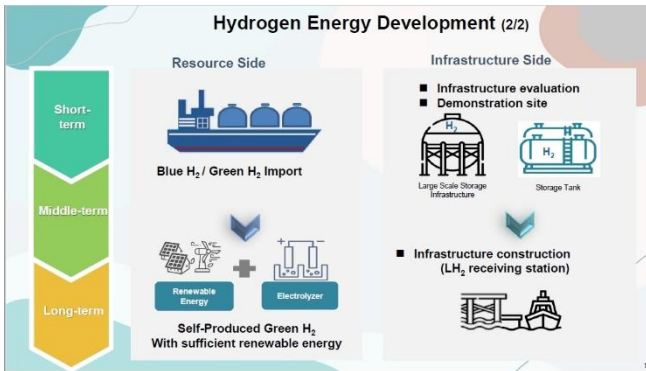 Hydrogen Energy Development (2/2)
Resource Side
Infrastructure Side
Short-
term
Middle-term
Long-term
Blue H₂ / Green H₂ Import
Renewable
Energy
Electrolyzer
Self-Produced Green H₂
With sufficient renewable energy
■ Infrastructure evaluation
■ Demonstration site
H₂
H₂
Large Scale Storage
Infrastructure
Storage Tank
■ Infrastructure construction
(LH₂ receiving station)